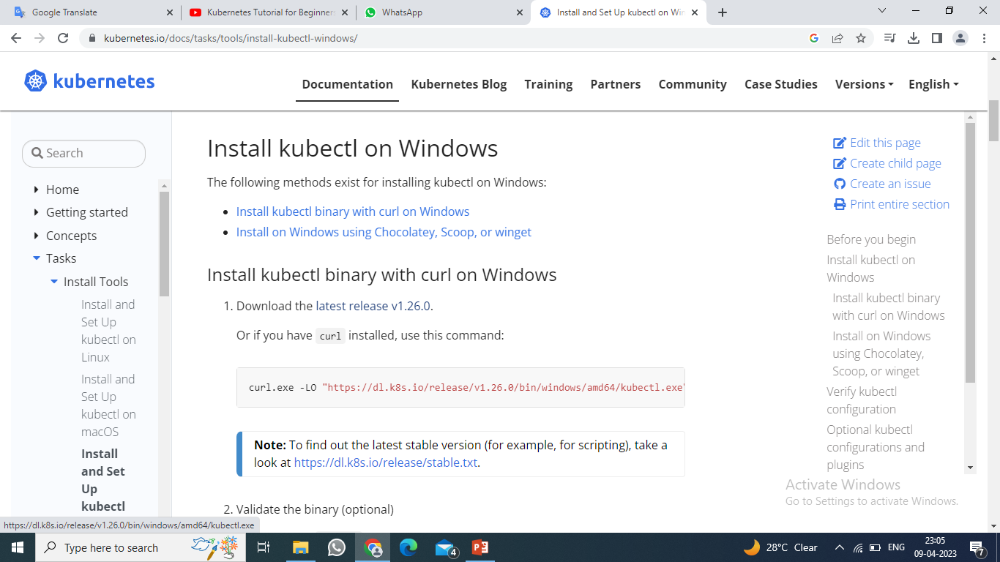 Google Translate
Kubernetes Tutorial for Beginners
WhatsApp
Install and Set Up kubectl on Win
kubernetes.io/docs/tasks/tools/install-kubectl-windows/
kubernetes
Documentation
Kubernetes Blog
Training
Partners
Community
Case Studies
Versions
English
Search
Home
Getting started
Concepts
Tasks
Install Tools
Install and
Set Up
kubectl on
Linux
Install and
Set Up
kubectl on
macOS
Install
and Set
Up
kubectl
Install kubectl on Windows
The following methods exist for installing kubectl on Windows:
Install kubectl binary with curl on Windows
Install on Windows using Chocolatey, Scoop, or winget
Install kubectl binary with curl on Windows
1. Download the latest release v1.26.0.
Or if you have curl installed, use this command:
curl.exe -LO "https://dl.k8s.io/release/v1.26.0/bin/windows/amd64/kubectl.exe"
Note: To find out the latest stable version (for example, for scripting), take a
look at https://dl.k8s.io/release/stable.txt.
2. Validate the binary (optional)
Edit this page
Create child page
Create an issue
Print entire section
Before you begin
Install kubectl on
Windows
Install kubectl binary
with curl on Windows
Install on Windows
using Chocolatey,
Scoop, or winget
Verify kubectl
configuration
Optional kubectl
configurations and
plugins
Activate Windows
Go to Settings to activate Windows.
https://dl.k8s.io/release/v1.26.0/bin/windows/amd64/kubectl.exe
Type here to search
4
28°C Clear
ENG
23:05
09-04-2023
7